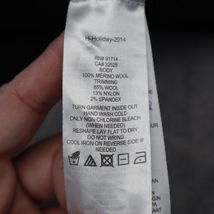 H-Holiday-2014
RN# 91714
CA# 32528
BODY
100% MERINO WOOL
TRIMMING
85% WOOL
13% NYLON
2% SPANDEX
TURN GARMENT INSIDE OUT
HAND WASH COLD
ONLY NON-CHLORINE BLEACH
(WHEN NEEDED)
RESHAPE LAY FLAT TO DRY
DO NOT WRING
COOL IRON ON REVERSE SIDE
(WHEN NEEDED)